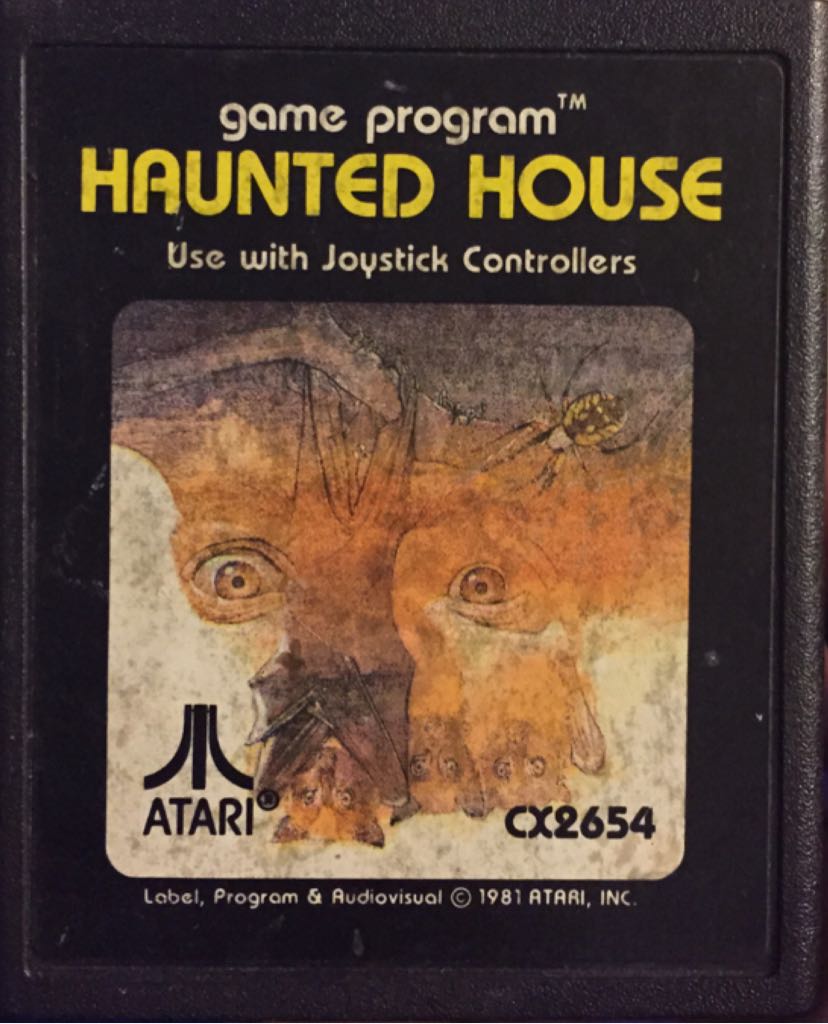 game program™
HAUNTED HOUSE
Use with Joystick Controllers
ATARI®
CX2654
Label, Program & Audiovisual © 1981 ATARI, INC.